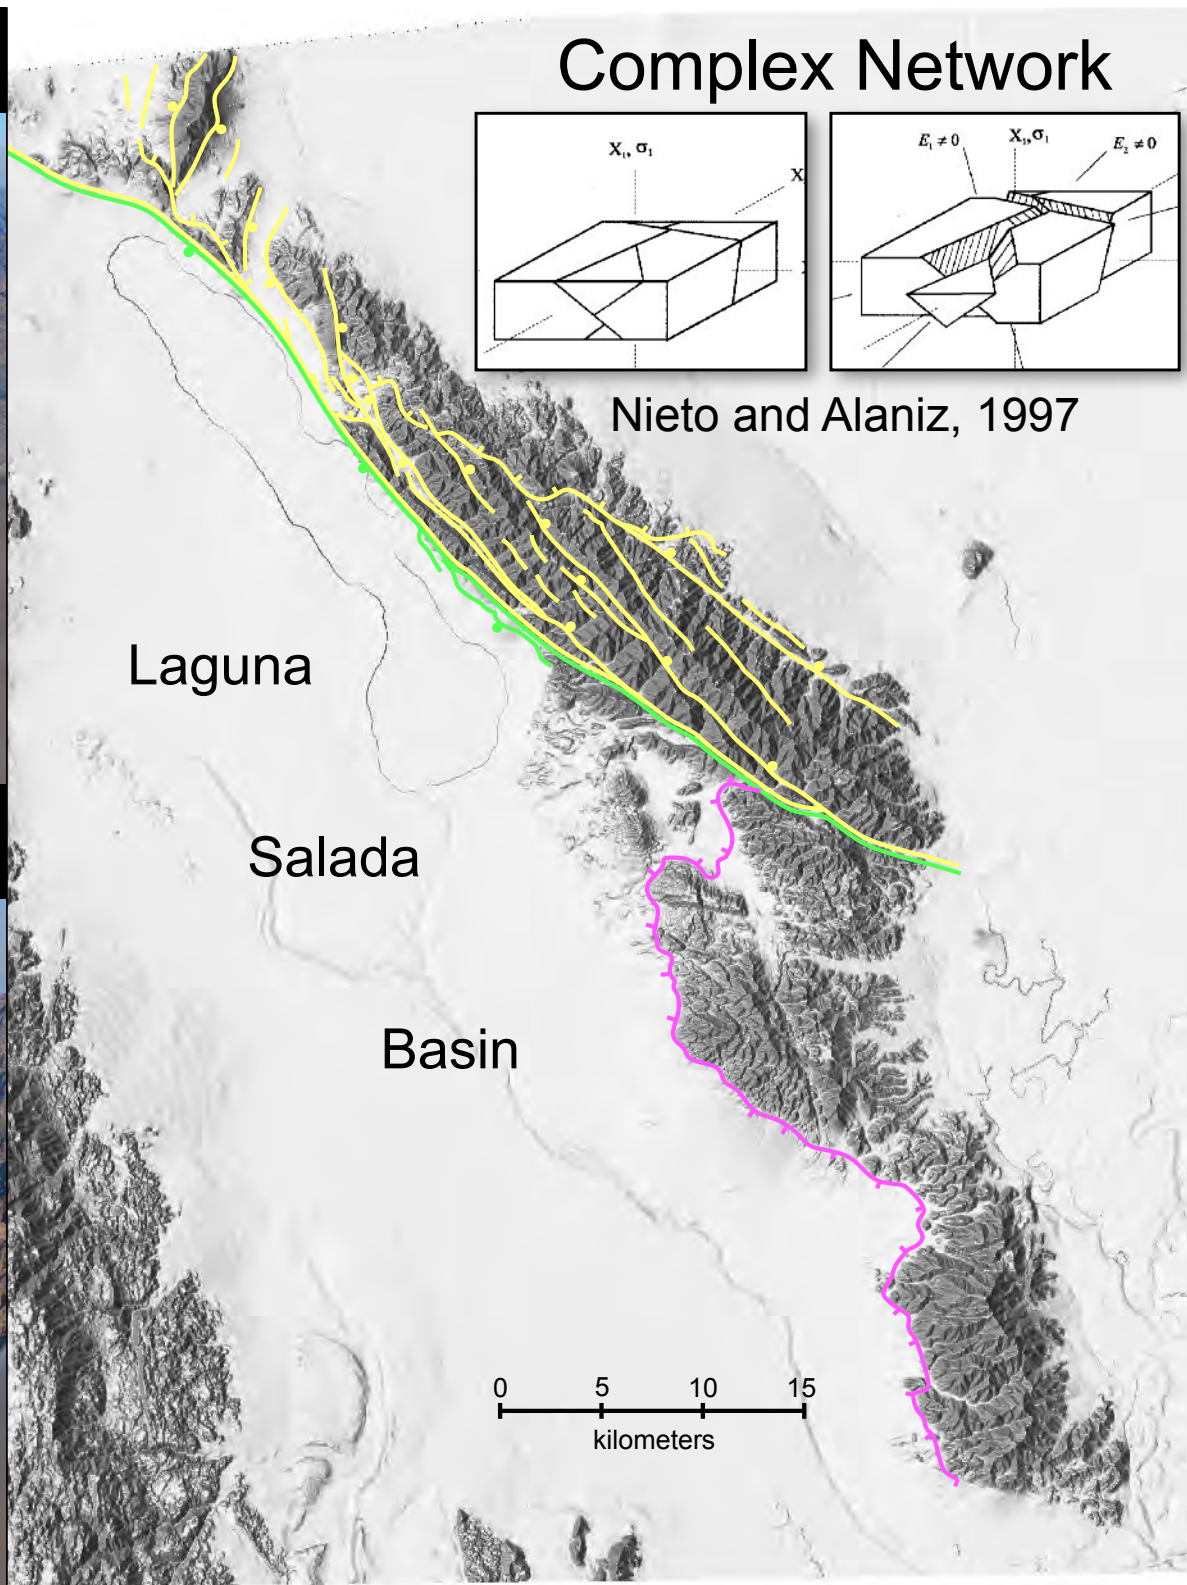 Complex Network
X₁, σ₁
X
E₁ ≠ 0
X₁, σ₁
E₂ ≠ 0
Nieto and Alaniz, 1997
Laguna
Salada
Basin
0 5 10 15
kilometers